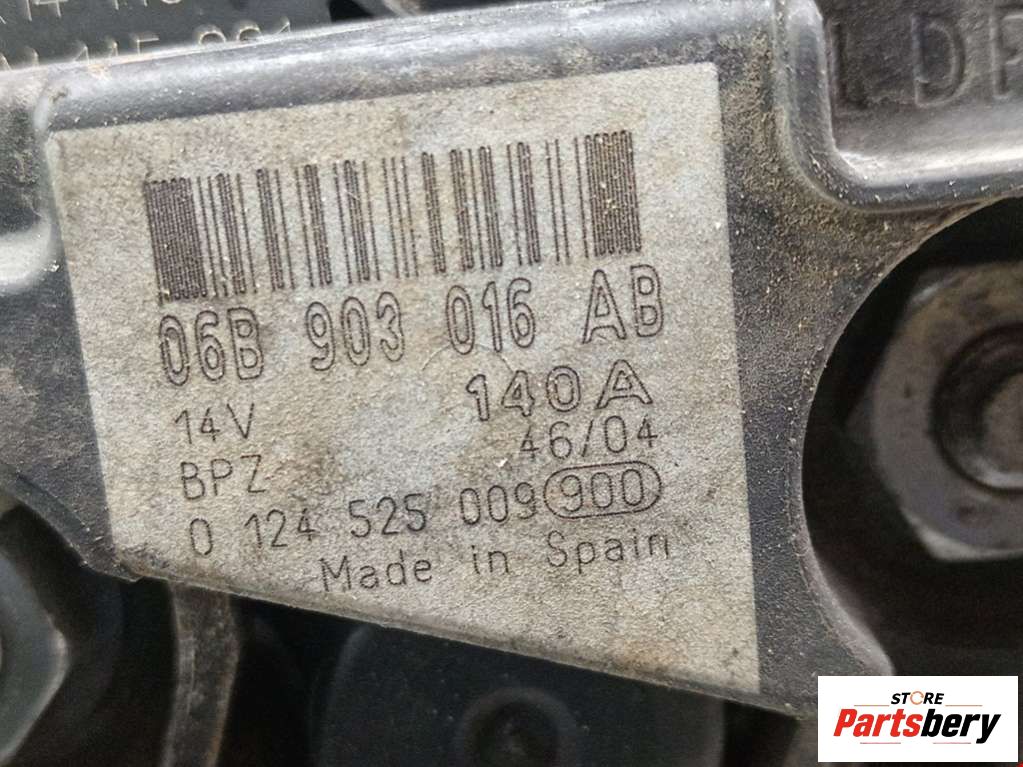 06B 903 016 AB
14V 140A
BPZ 46/04
0 124 525 009 900
Made in Spain
STORE
Partsbery